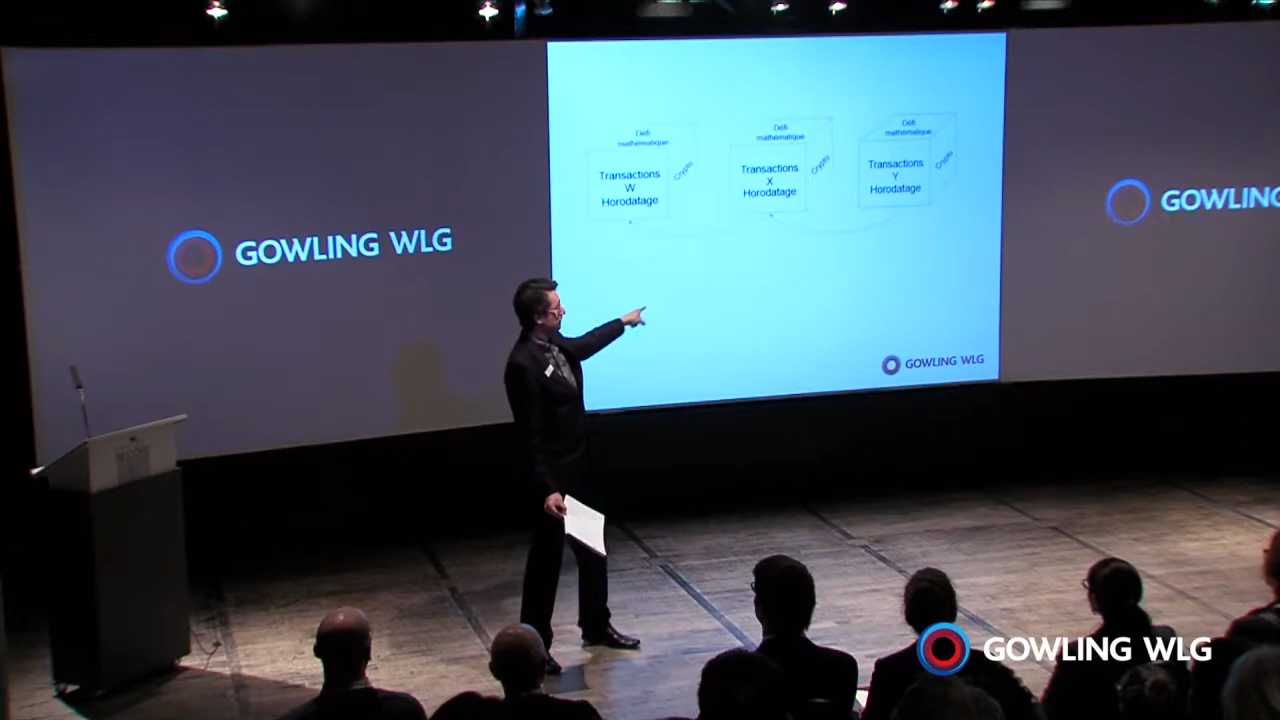 GOWLING WLG
Défi
mathématique
Crypto
Transactions
W
Horodatage
Défi
mathématique
Crypto
Transactions
X
Horodatage
Défi
mathématique
Crypto
Transactions
Y
Horodatage
GOWLING WLG
GOWLING
GOWLING WLG